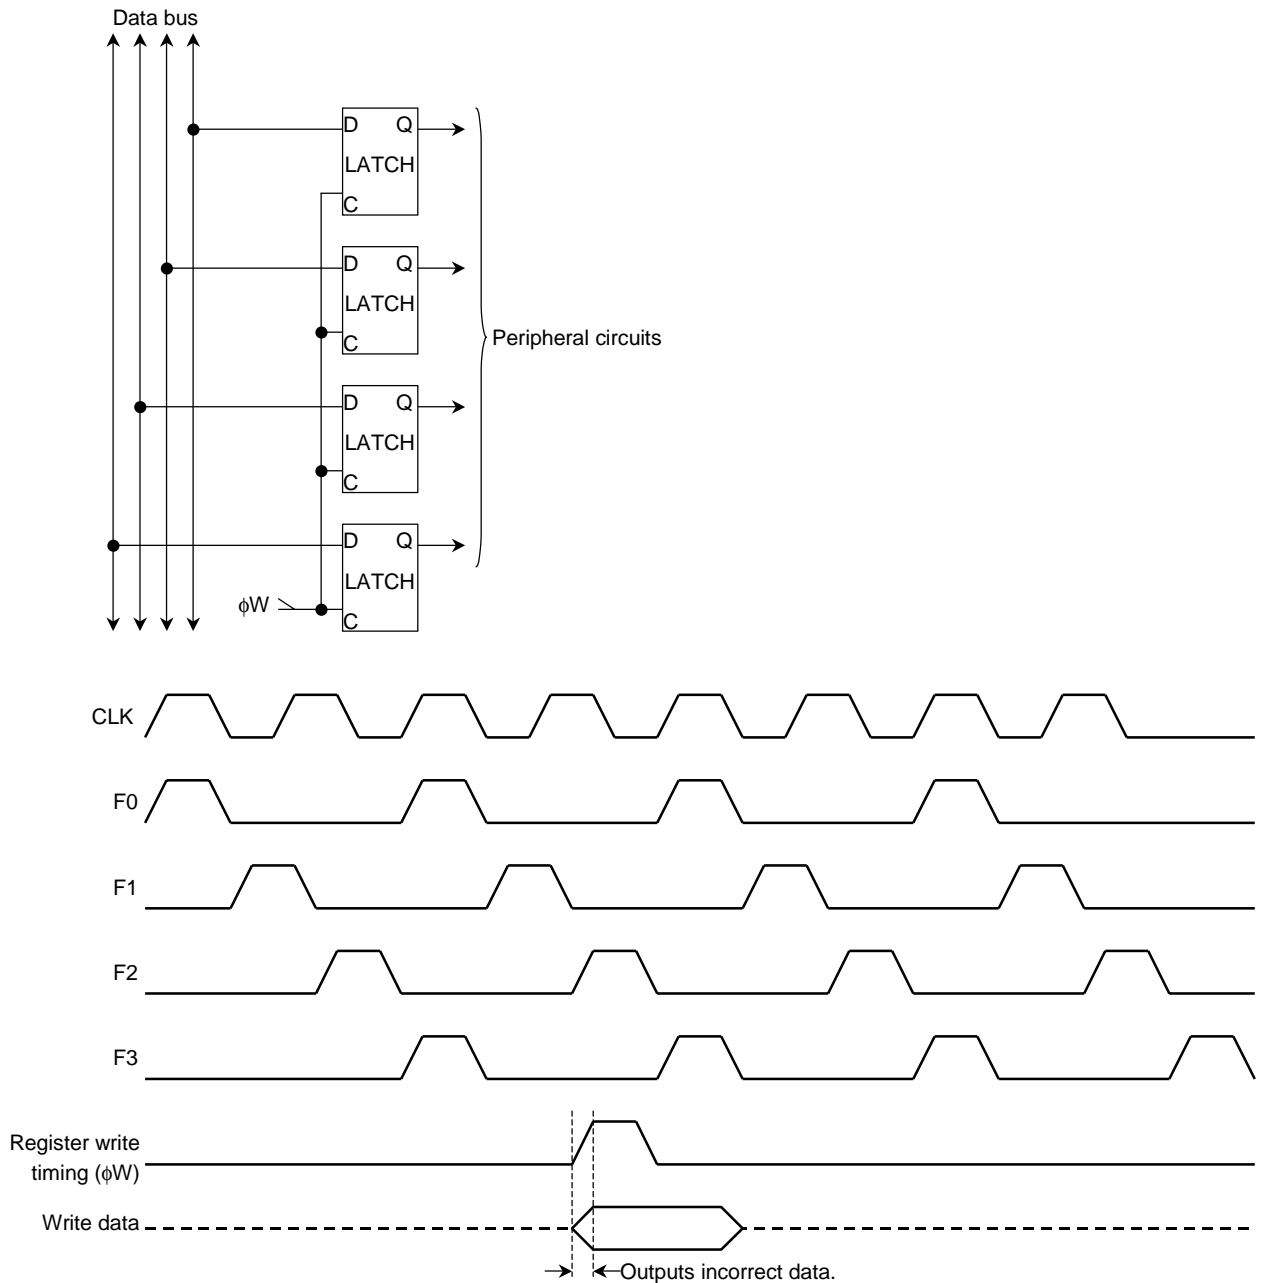 Data bus
D Q
LATCH
C
D Q
LATCH
C
Peripheral circuits
D Q
LATCH
C
D Q
LATCH
ϕW
C
CLK
F0
F1
F2
F3
Register write
timing (ϕW)
Write data
Outputs incorrect data.